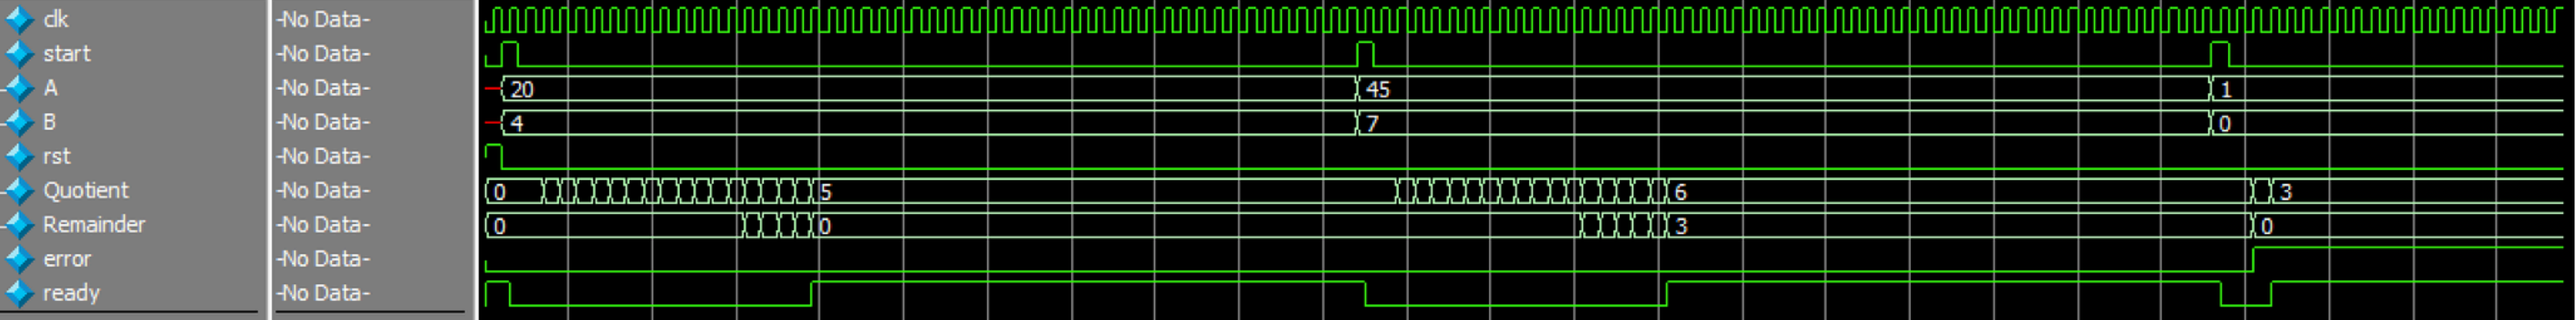 clk -No Data-
start -No Data-
A -No Data- 20 45 1
B -No Data- 4 7 0
rst -No Data-
Quotient -No Data- 0 5 6 3
Remainder -No Data- 0 0 3 0
error -No Data-
ready -No Data-